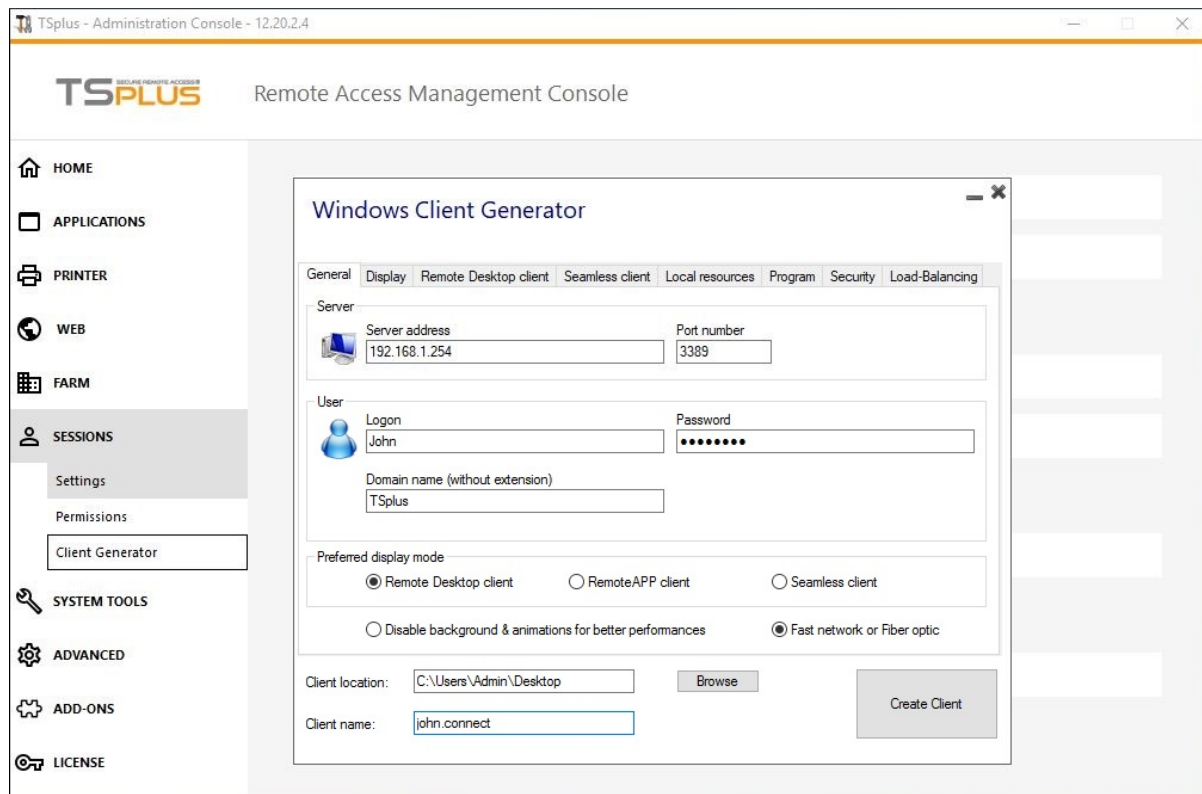 TSplus - Administration Console - 12.20.2.4
TSPLUS SECURE REMOTE ACCESS
Remote Access Management Console
HOME
APPLICATIONS
PRINTER
WEB
FARM
SESSIONS
Settings
Permissions
Client Generator
SYSTEM TOOLS
ADVANCED
ADD-ONS
LICENSE
Windows Client Generator
General Display Remote Desktop client Seamless client Local resources Program Security Load-Balancing
Server
Server address Port number
192.168.1.254 3389
User
Logon Password
John ●●●●●●●●
Domain name (without extension)
TSplus
Preferred display mode
Remote Desktop client RemoteAPP client Seamless client
Disable background & animations for better performances Fast network or Fiber optic
Client location: C:\Users\Admin\Desktop Browse
Create Client
Client name: john.connect